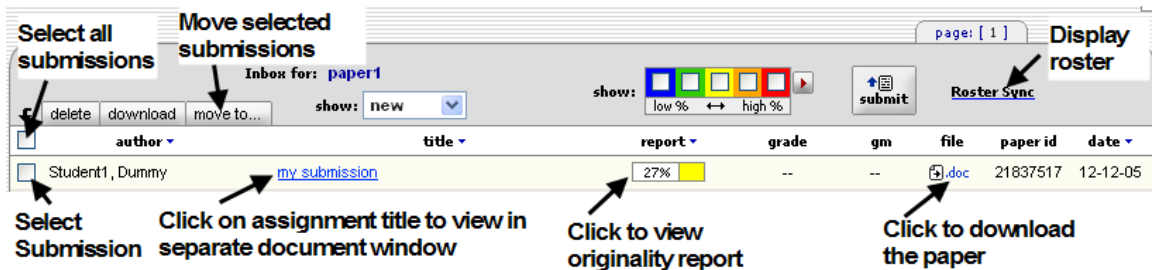 page: [ 1 ]
Select all
submissions
Move selected
submissions
Display
roster
Inbox for: paper1
show: new
show:
low % ↔ high %
submit
Roster Sync
delete download move to...
author title report grade gm file paper id date
Student1, Dummy my submission 27% -- -- .doc 21837517 12-12-05
Select
Submission
Click on assignment title to view in
separate document window
Click to view
originality report
Click to download
the paper